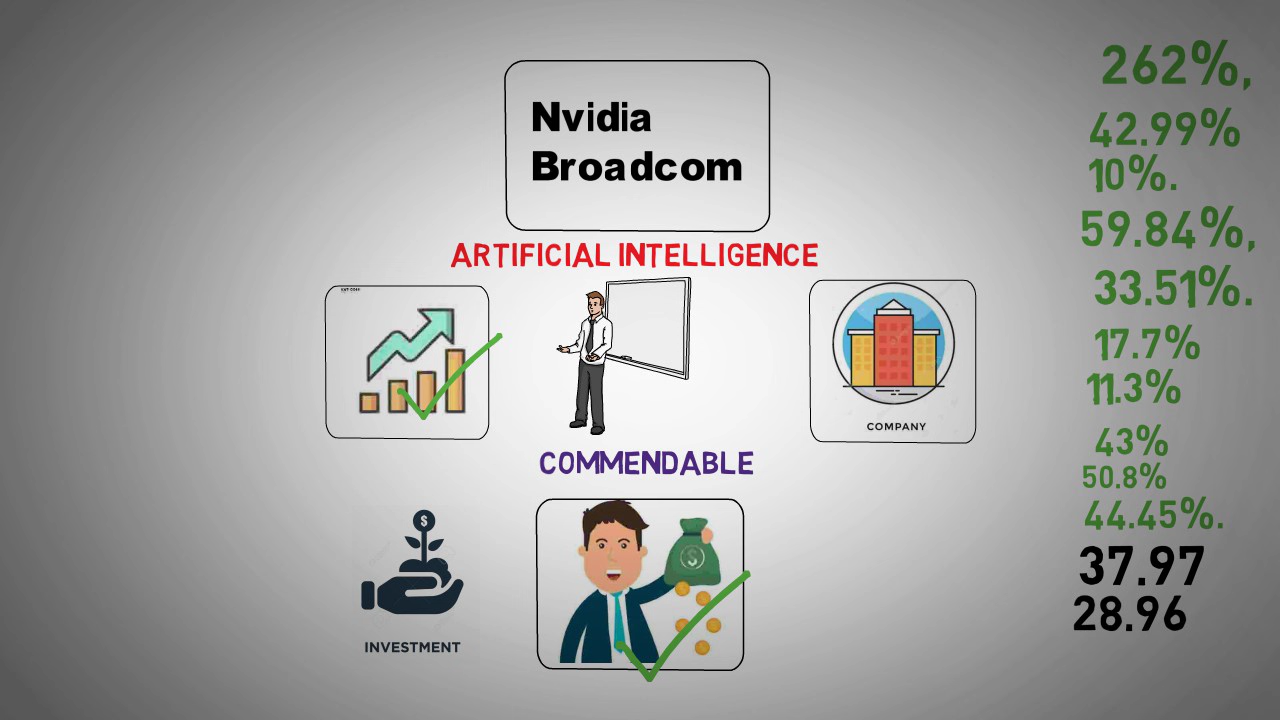 Nvidia
Broadcom
ARTIFICIAL INTELLIGENCE
COMPANY
COMMENDABLE
$
INVESTMENT
$
262%,
42.99%
10%.
59.84%,
33.51%.
17.7%
11.3%
43%
50.8%
44.45%.
37.97
28.96